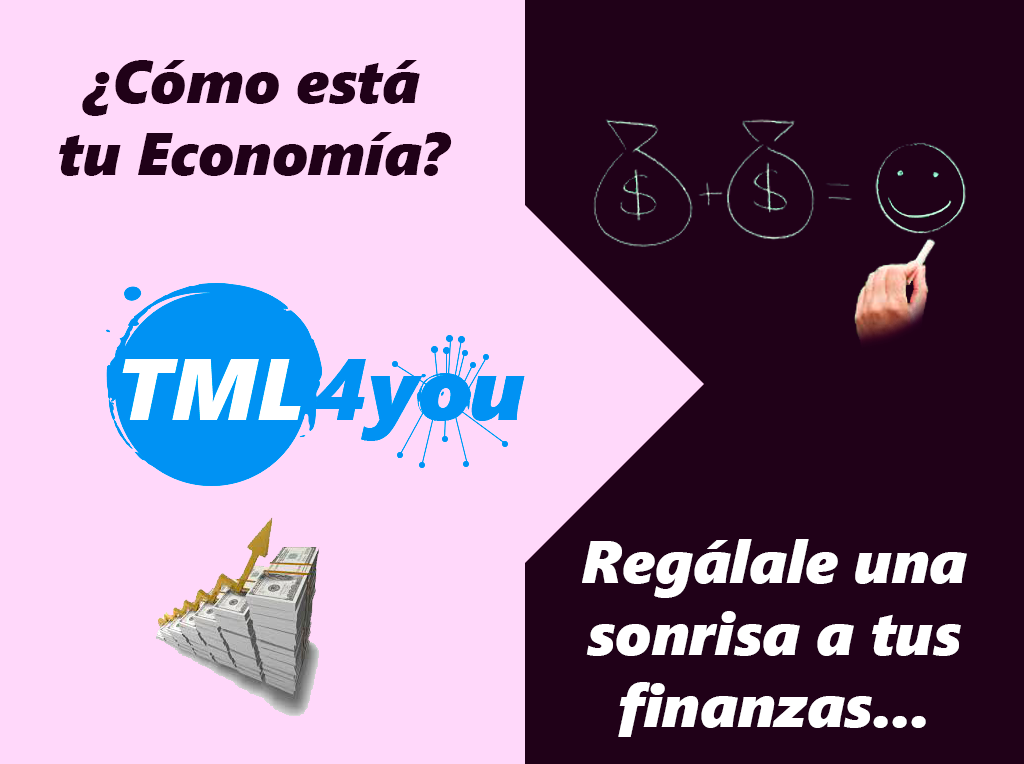 ¿Cómo está
tu Economía?
$ + $ =
TML4you
Regálale una
sonrisa a tus
finanzas...